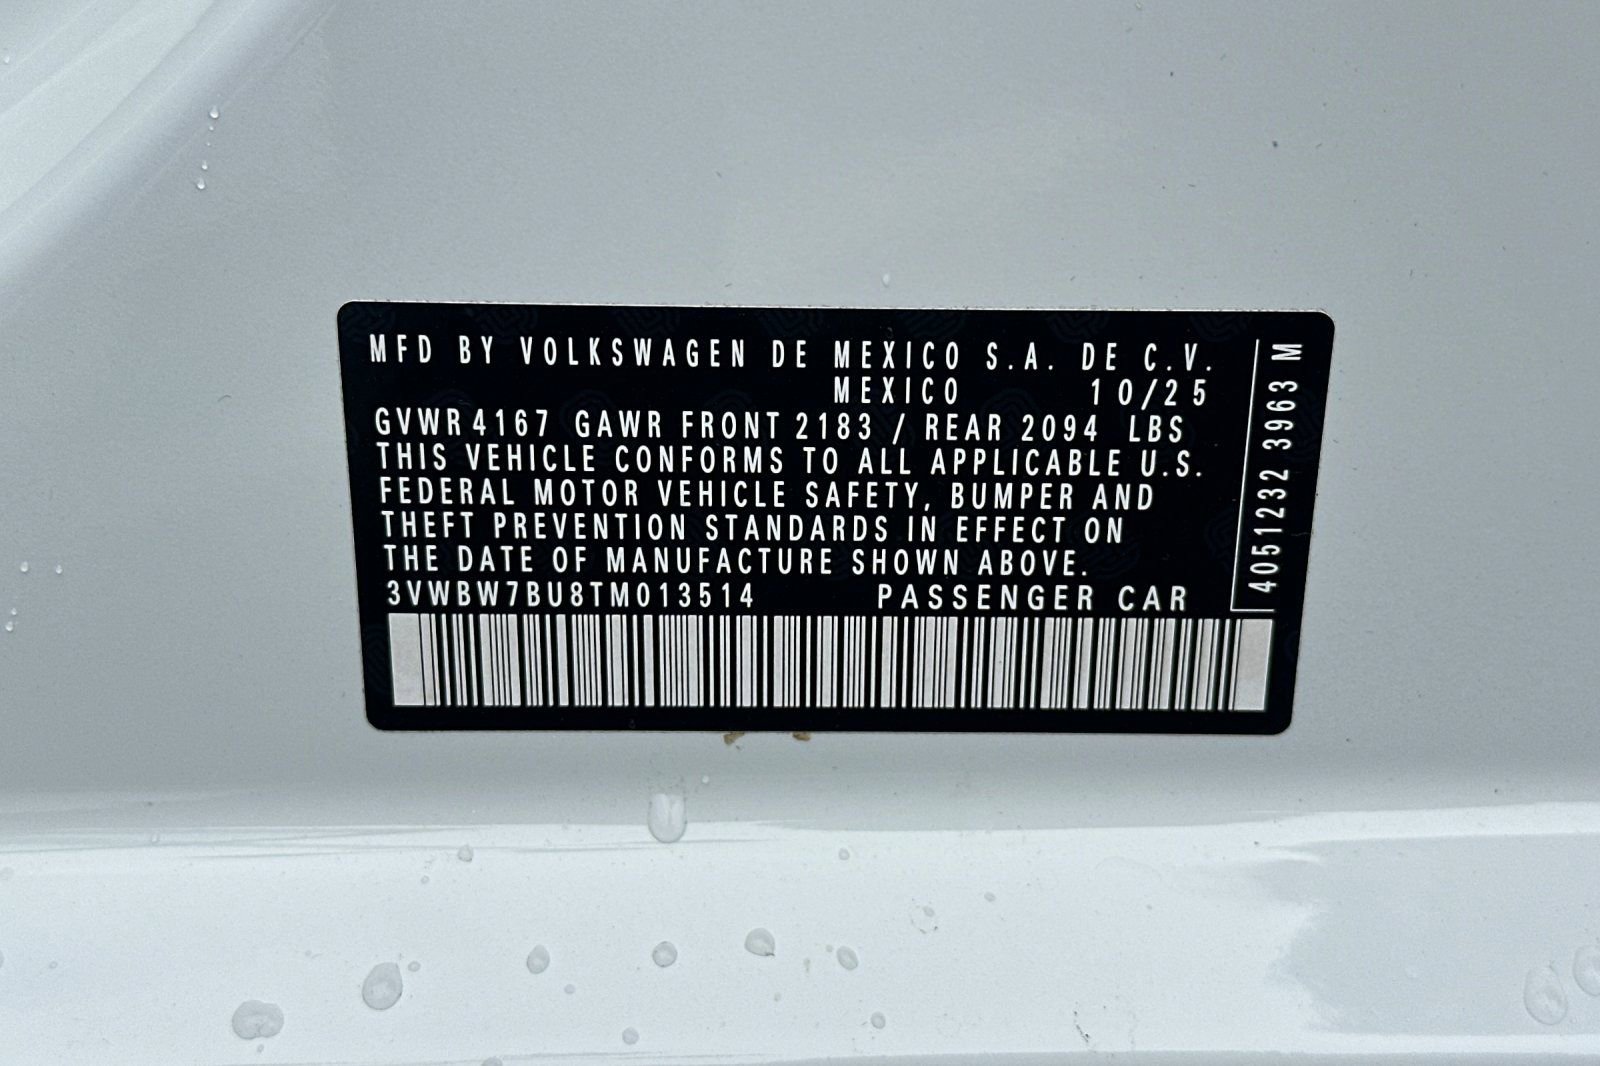 MFD BY VOLKSWAGEN DE MEXICO S.A. DE C.V.
MEXICO 10/25
GVWR 4167 GAWR FRONT 2183 / REAR 2094 LBS
THIS VEHICLE CONFORMS TO ALL APPLICABLE U.S.
FEDERAL MOTOR VEHICLE SAFETY, BUMPER AND
THEFT PREVENTION STANDARDS IN EFFECT ON
THE DATE OF MANUFACTURE SHOWN ABOVE.
3VWBW7BU8TM013514 PASSENGER CAR
4051232 3963 M